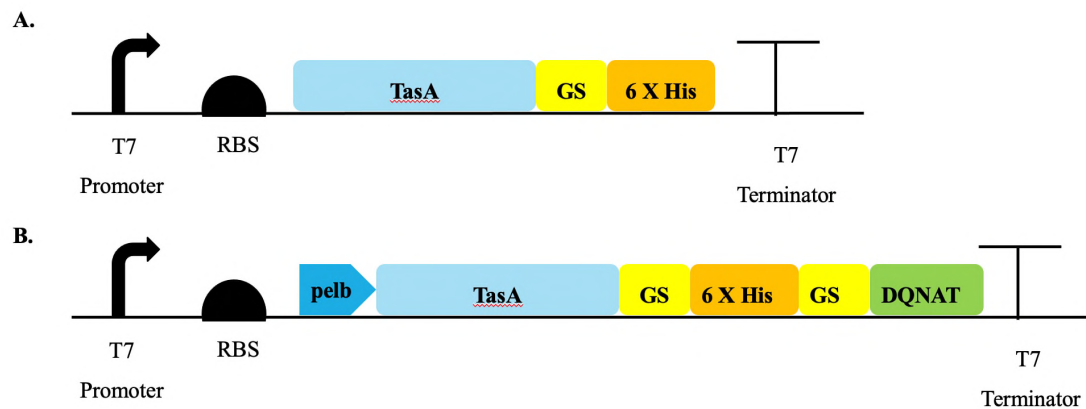 A.
TasA GS 6 X His
T7
Promoter
RBS
T7
Terminator
B.
pelb TasA GS 6 X His GS DQNAT
T7
Promoter
RBS
T7
Terminator